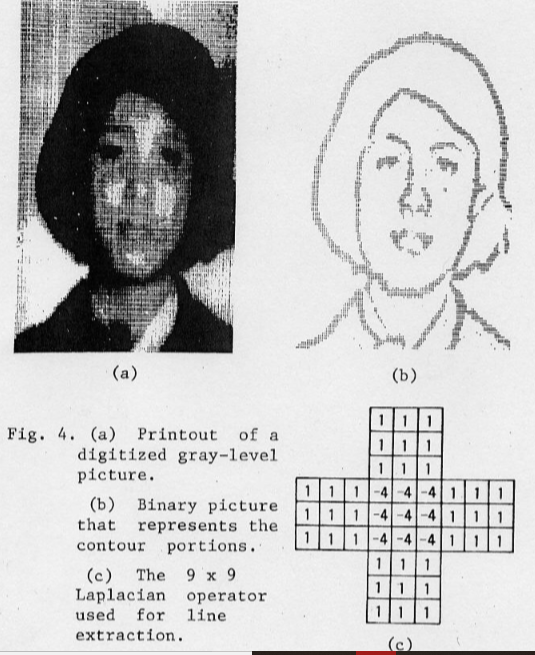 (a)
(b)
Fig. 4. (a) Printout of a
digitized gray-level
picture.
(b) Binary picture
that represents the
contour portions.
(c) The 9 x 9
Laplacian operator
used for line
extraction.
1 1 1
1 1 1
1 1 1
1 1 1 -4 -4 -4 1 1 1
1 1 1 -4 -4 -4 1 1 1
1 1 1 -4 -4 -4 1 1 1
1 1 1
1 1 1
1 1 1
(c)